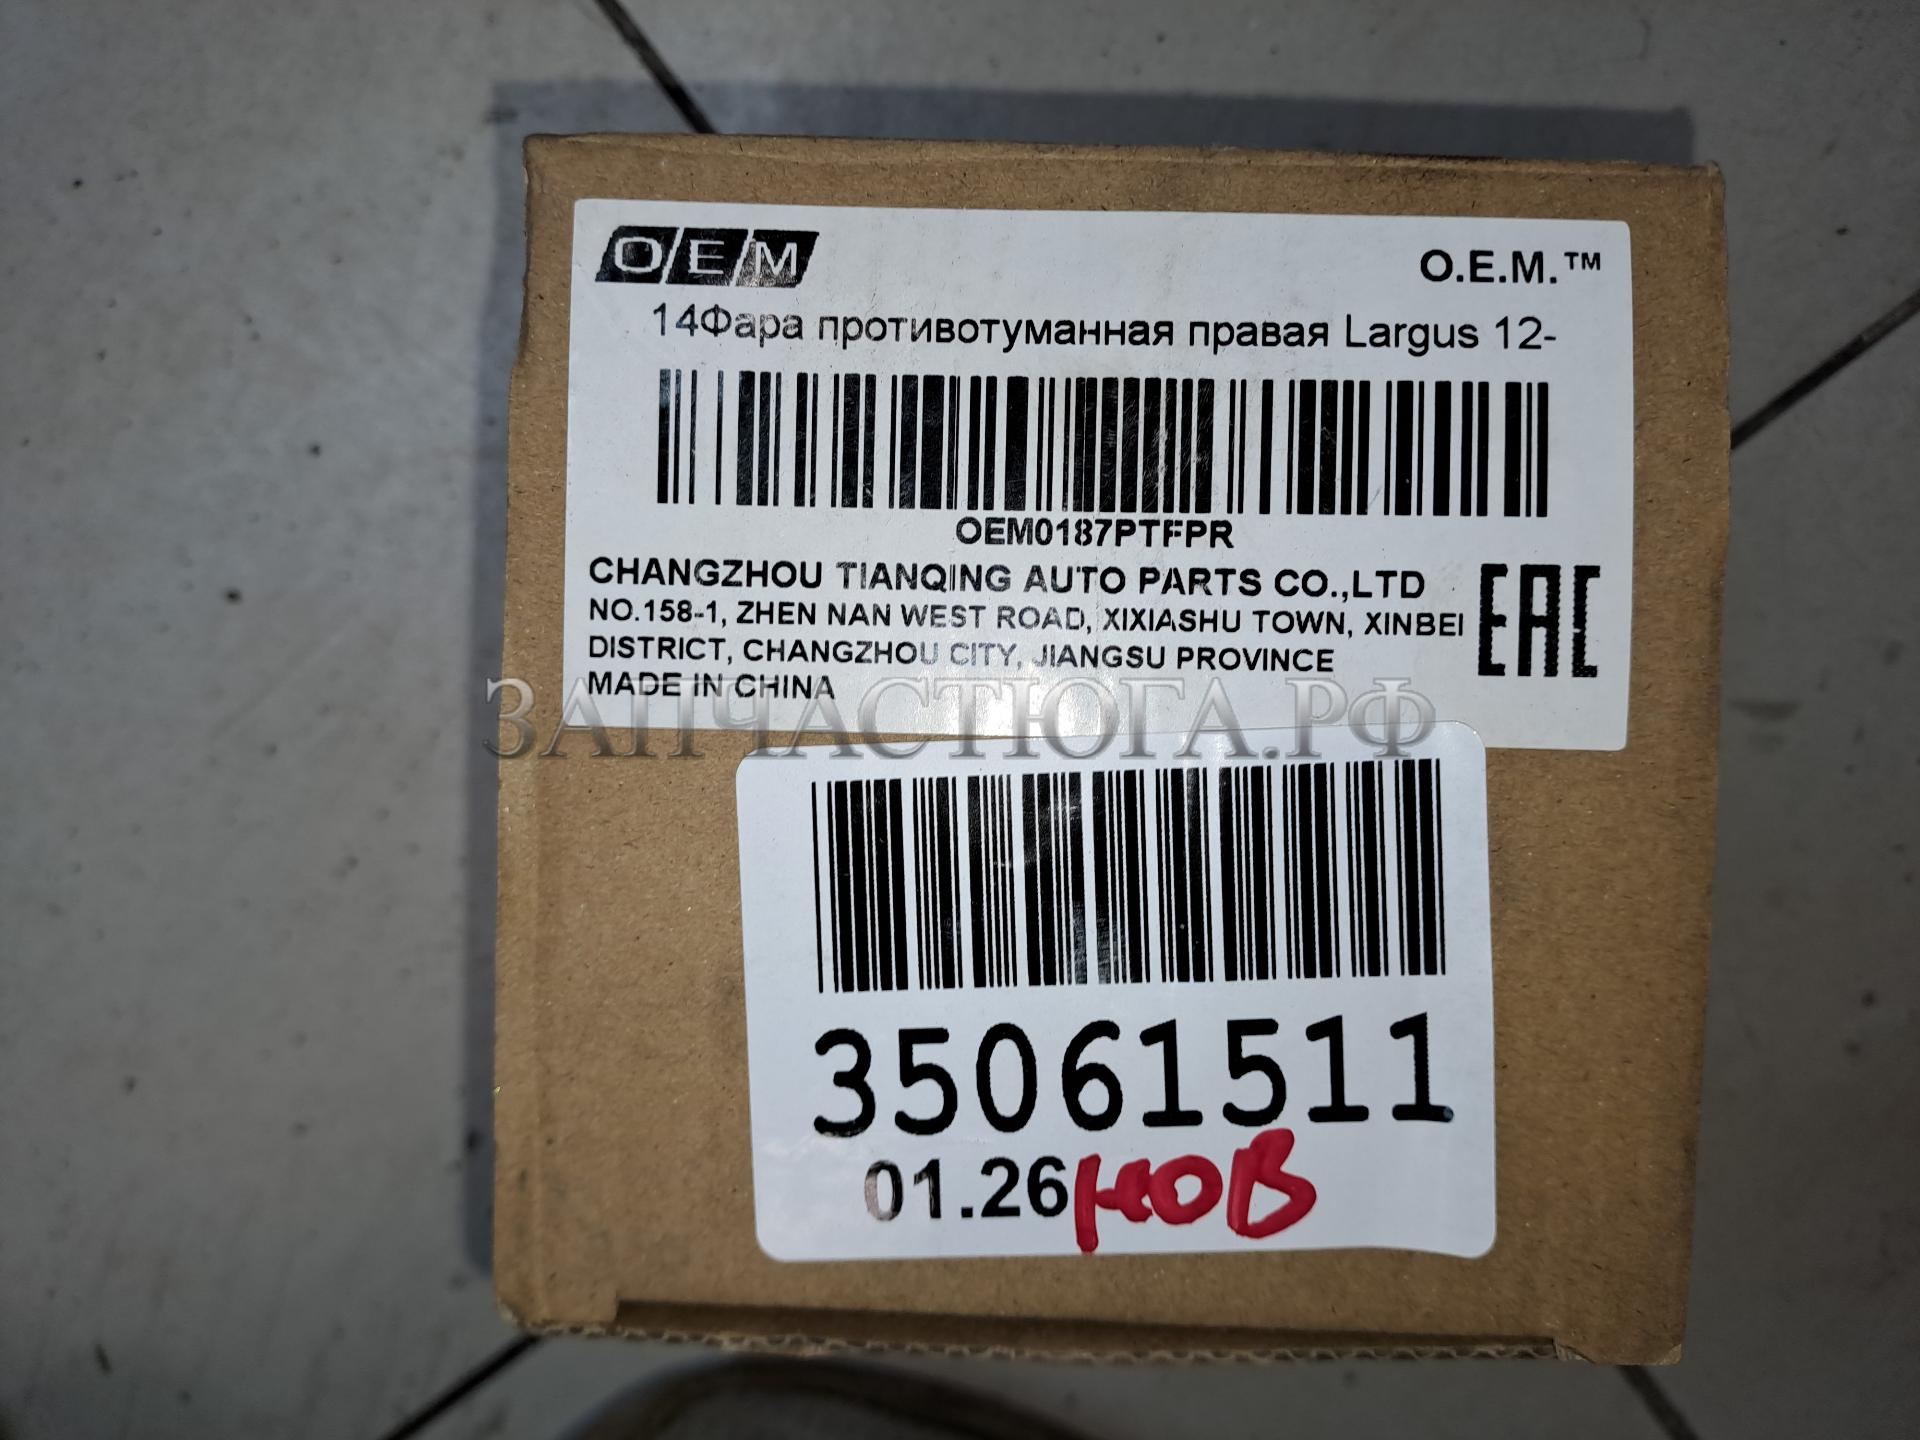 OEM
O.E.M.™
14Фара противотуманная правая Largus 12-
OEM0187PTFPR
CHANGZHOU TIANQING AUTO PARTS CO.,LTD
NO.158-1, ZHEN NAN WEST ROAD, XIXIASHU TOWN, XINBEI
DISTRICT, CHANGZHOU CITY, JIANGSU PROVINCE
MADE IN CHINA
EAC
ЗАПЧАСТЮГА.РФ
35061511
01.26 нов